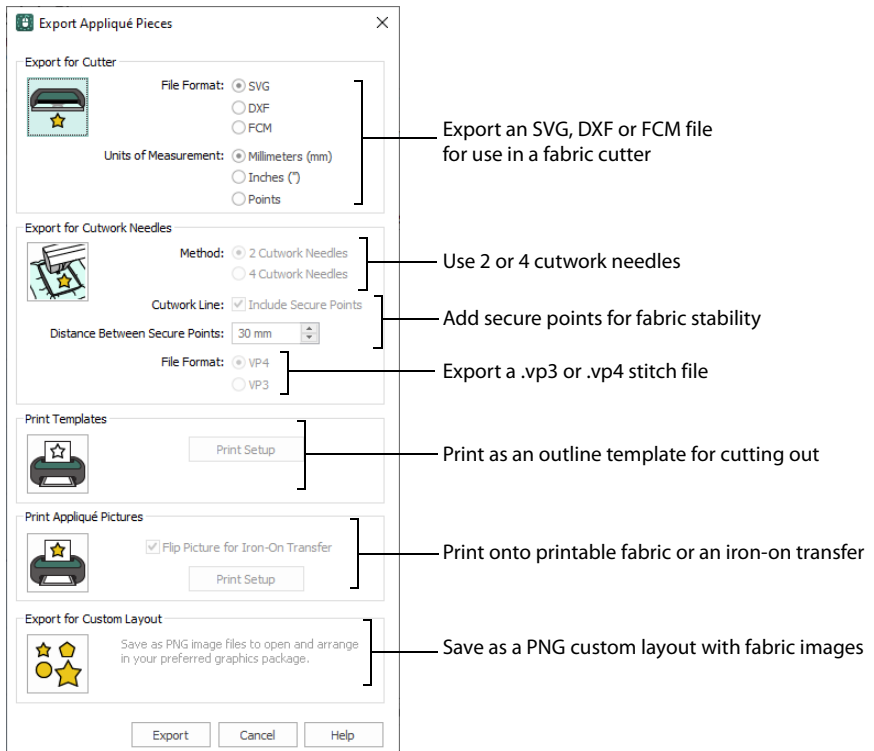 Export Appliqué Pieces
Export for Cutter
File Format: SVG
DXF
FCM
Units of Measurement: Millimeters (mm)
Inches (")
Points
Export an SVG, DXF or FCM file
for use in a fabric cutter
Export for Cutwork Needles
Method: 2 Cutwork Needles
4 Cutwork Needles
Use 2 or 4 cutwork needles
Cutwork Line: Include Secure Points
Distance Between Secure Points: 30 mm
Add secure points for fabric stability
File Format: VP4
VP3
Export a .vp3 or .vp4 stitch file
Print Templates
Print Setup
Print as an outline template for cutting out
Print Appliqué Pictures
Flip Picture for Iron-On Transfer
Print Setup
Print onto printable fabric or an iron-on transfer
Export for Custom Layout
Save as PNG image files to open and arrange
in your preferred graphics package.
Save as a PNG custom layout with fabric images
Export Cancel Help